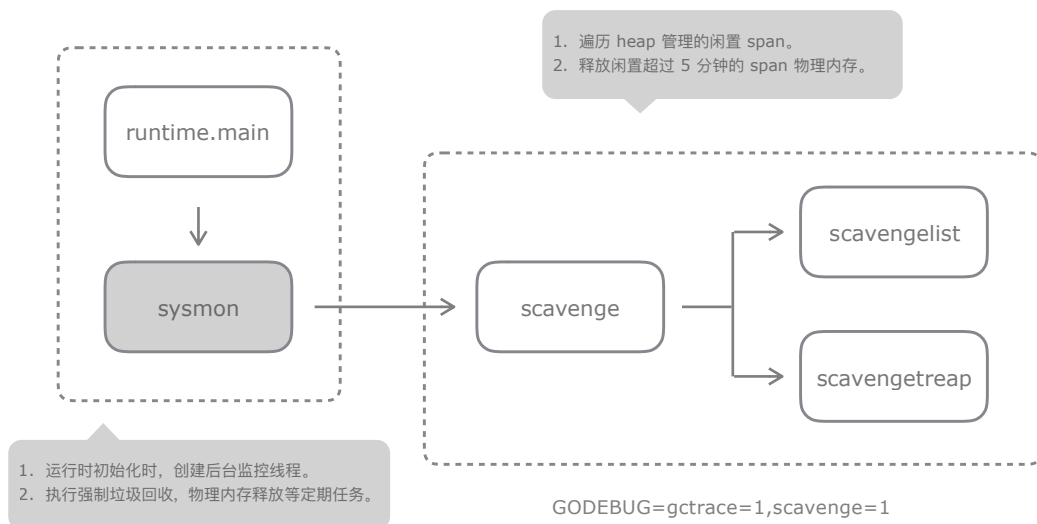 1. 遍历 heap 管理的闲置 span。
2. 释放闲置超过 5 分钟的 span 物理内存。
runtime.main
sysmon
scavenge
scavengelist
scavengetreap
1. 运行时初始化时，创建后台监控线程。
2. 执行强制垃圾回收，物理内存释放等定期任务。
GODEBUG=gctrace=1,scavenge=1